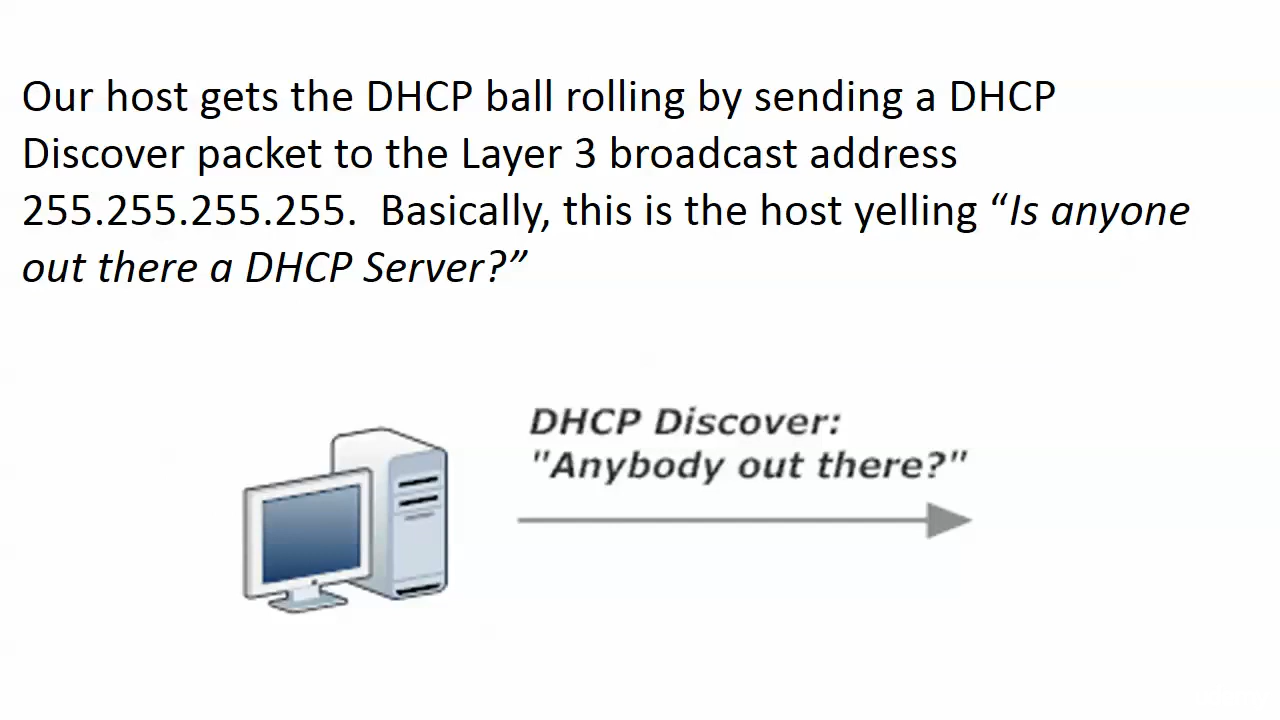 Our host gets the DHCP ball rolling by sending a DHCP
Discover packet to the Layer 3 broadcast address
255.255.255.255.  Basically, this is the host yelling “Is anyone
out there a DHCP Server?”
DHCP Discover:
"Anybody out there?"